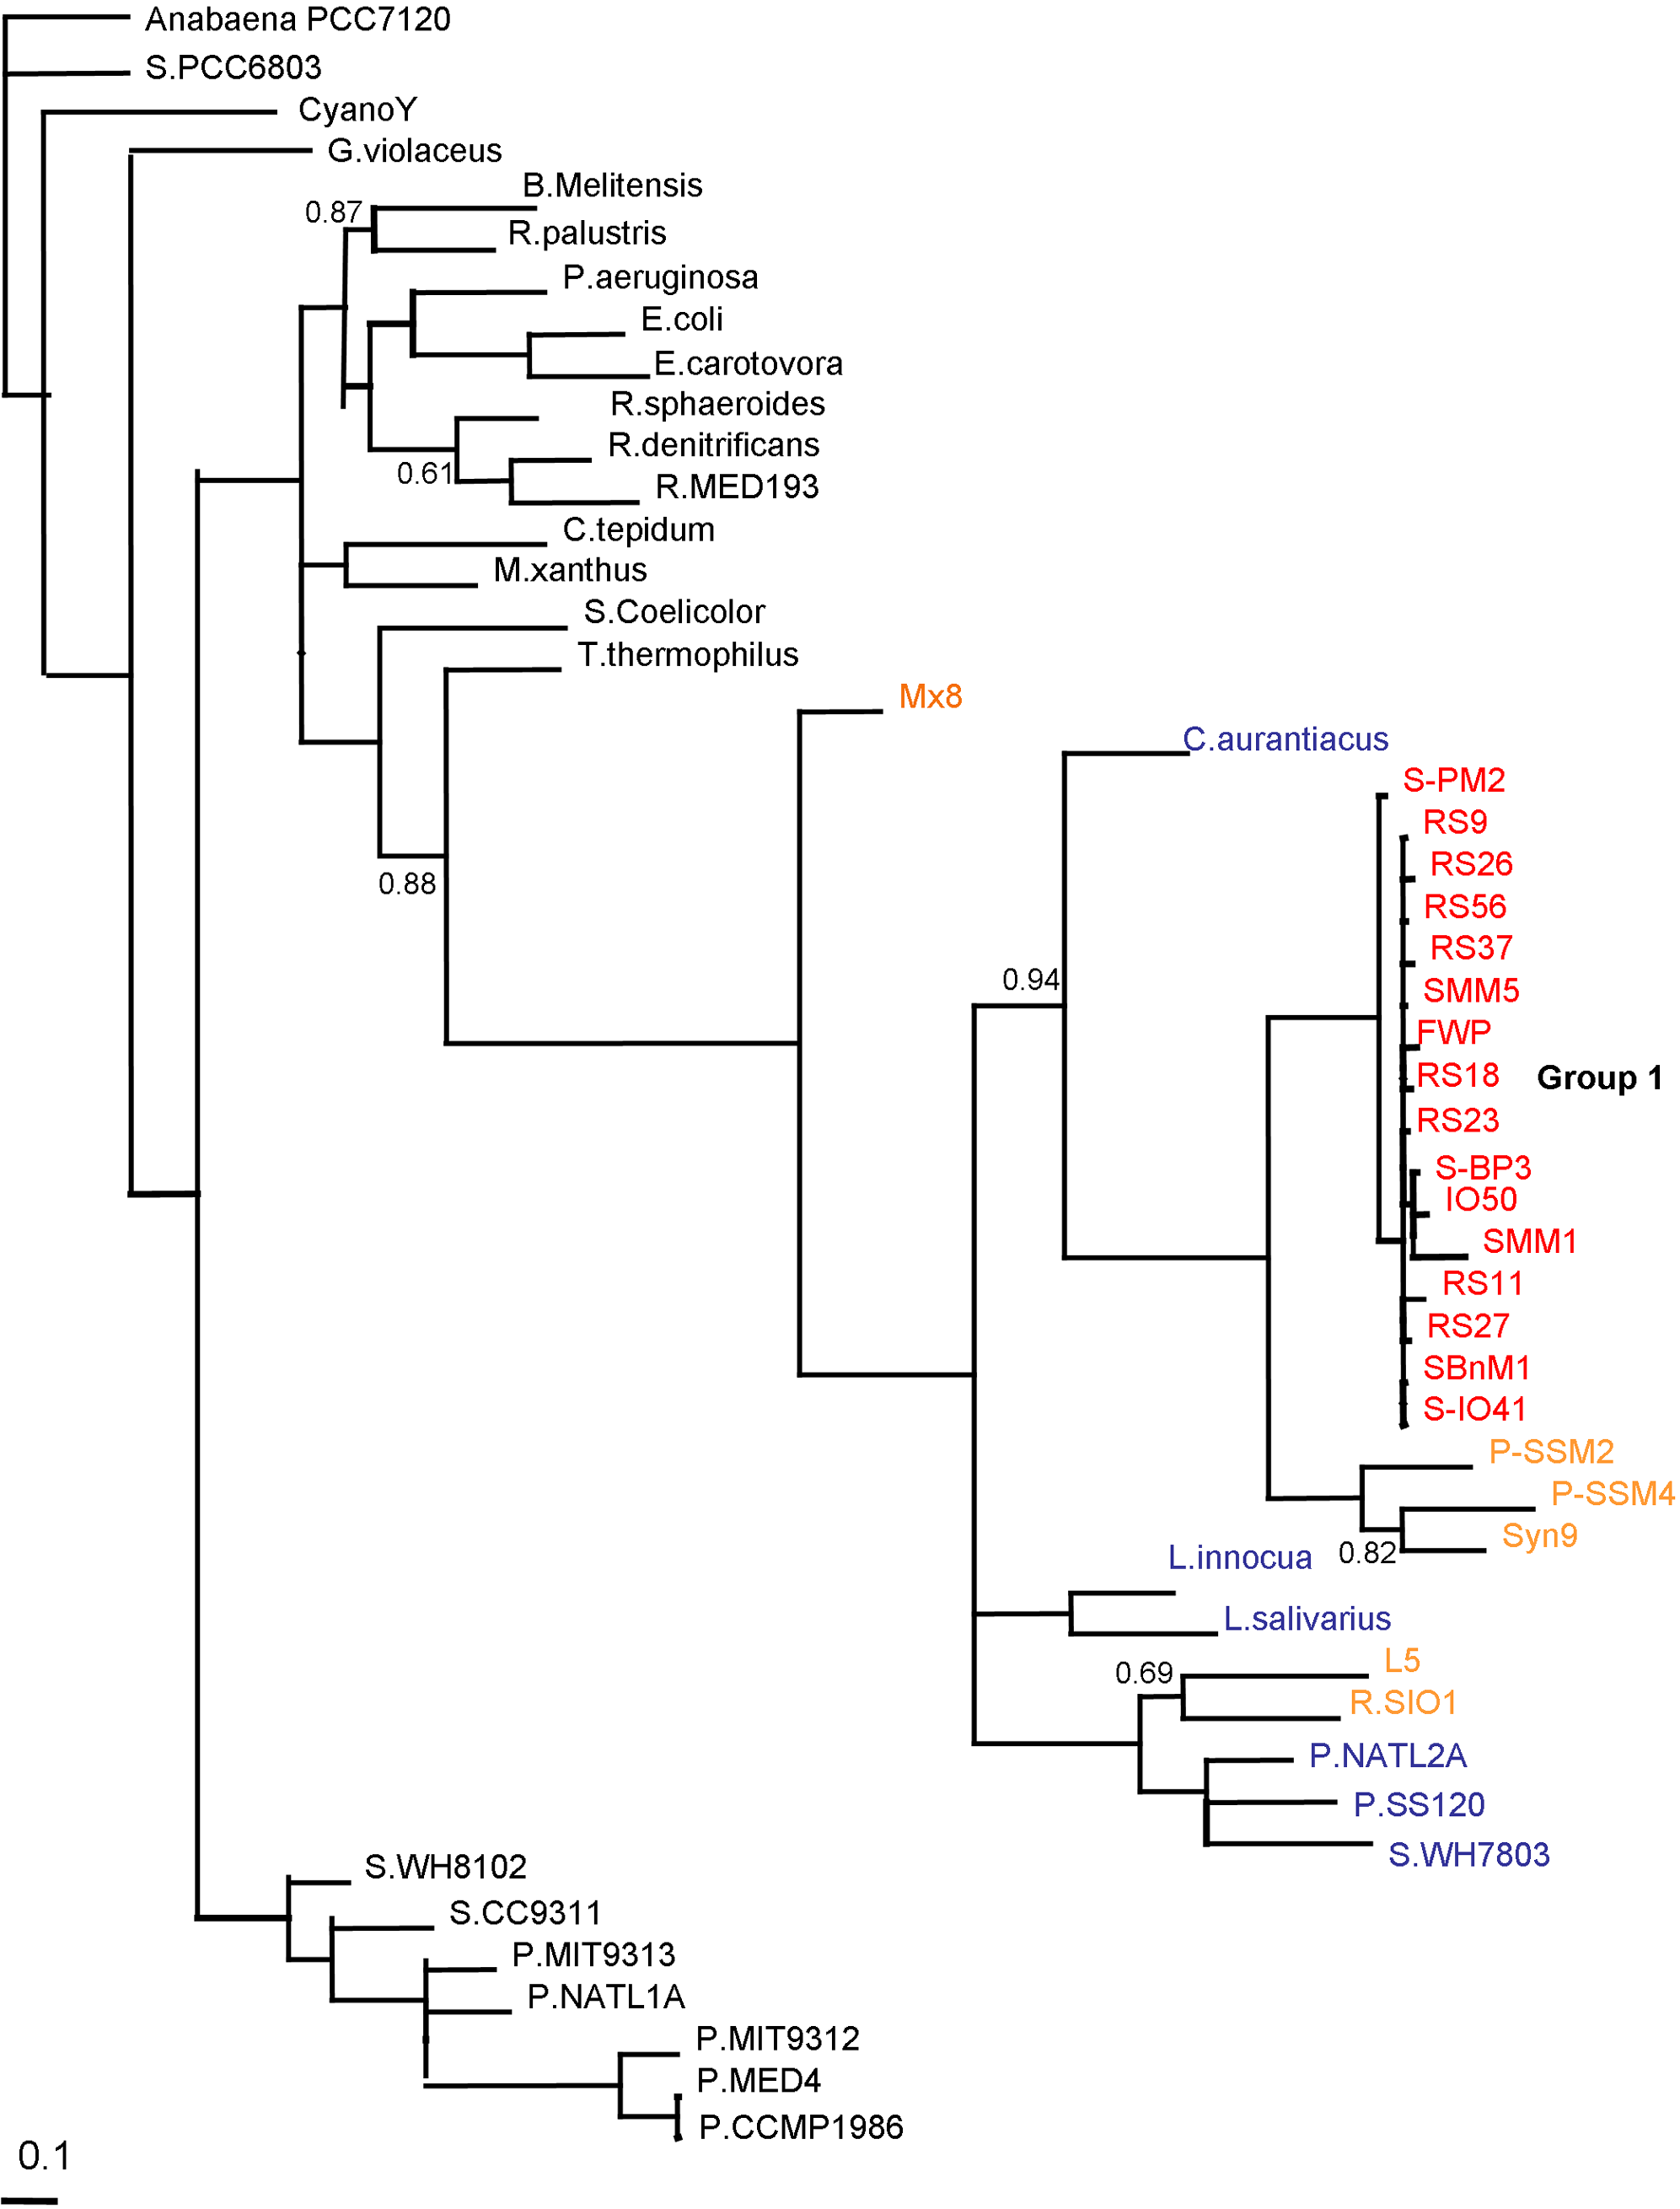 Anabaena PCC7120
S.PCC6803
CyanoY
G.violaceus
B.Melitensis
0.87
R.palustris
P.aeruginosa
E.coli
E.carotovora
R.sphaeroides
R.denitrificans
0.61
R.MED193
C.tepidum
M.xanthus
S.Coelicolor
T.thermophilus
Mx8
C.aurantiacus
S-PM2
RS9
RS26
0.88
RS56
RS37
0.94
SMM5
FWP
RS18
Group 1
RS23
S-BP3
IO50
SMM1
RS11
RS27
SBnM1
S-IO41
P-SSM2
P-SSM4
Syn9
0.82
L.innocua
L.salivarius
L5
0.69
R.SIO1
P.NATL2A
P.SS120
S.WH7803
S.WH8102
S.CC9311
P.MIT9313
P.NATL1A
P.MIT9312
P.MED4
P.CCMP1986
0.1